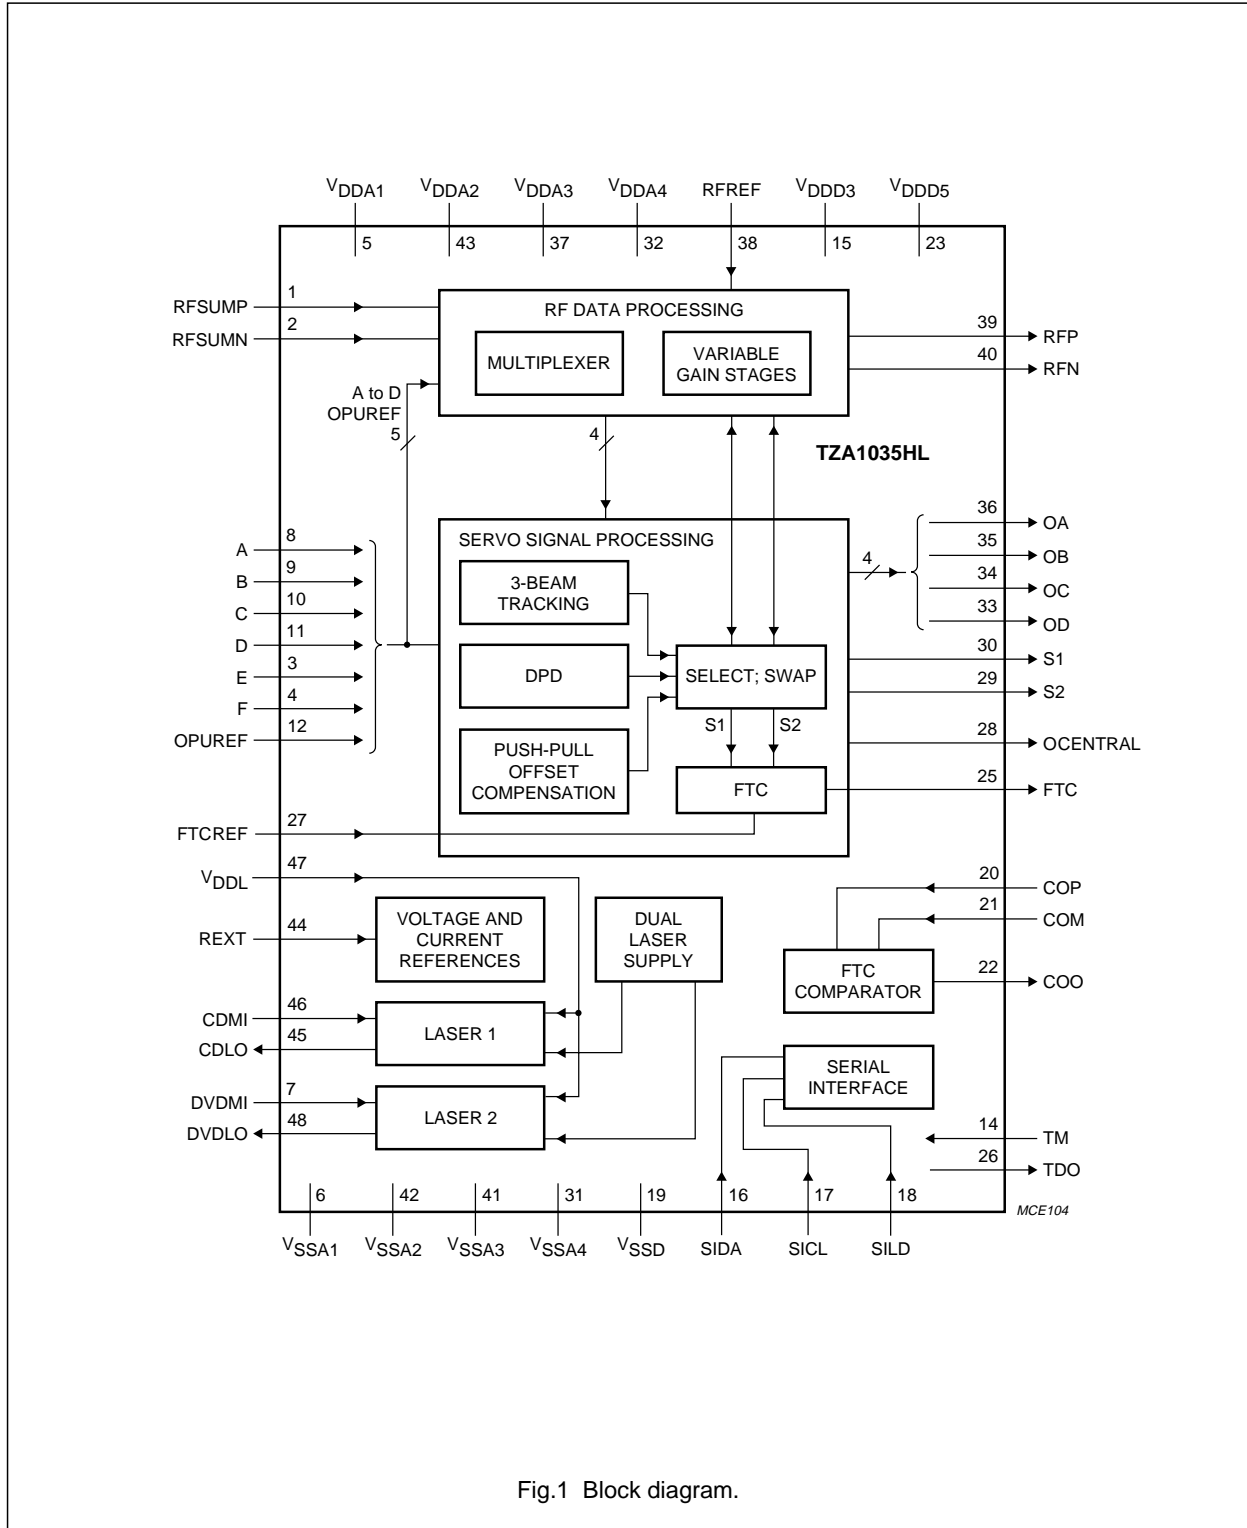 VDDA1 VDDA2 VDDA3 VDDA4 RFREF VDDD3 VDDD5
5 43 37 32 38 15 23
RFSUMP 1
RFSUMN 2
RF DATA PROCESSING
MULTIPLEXER
VARIABLE
GAIN STAGES
39 RFP
40 RFN
A to D
OPUREF
5
4
TZA1035HL
SERVO SIGNAL PROCESSING
3-BEAM
TRACKING
DPD
PUSH-PULL
OFFSET
COMPENSATION
SELECT; SWAP
S1 S2
FTC
A 8
B 9
C 10
D 11
E 3
F 4
OPUREF 12
FTCREF 27
4
36 OA
35 OB
34 OC
33 OD
30 S1
29 S2
28 OCENTRAL
25 FTC
VDDL 47
REXT 44
VOLTAGE AND
CURRENT
REFERENCES
DUAL
LASER
SUPPLY
20 COP
21 COM
FTC
COMPARATOR
22 COO
CDMI 46
CDLO 45
LASER 1
DVDMI 7
DVDLO 48
LASER 2
SERIAL
INTERFACE
14 TM
26 TDO
6 42 41 31 19 16 17 18
MCE104
VSSA1 VSSA2 VSSA3 VSSA4 VSSD SIDA SICL SILD
Fig.1 Block diagram.